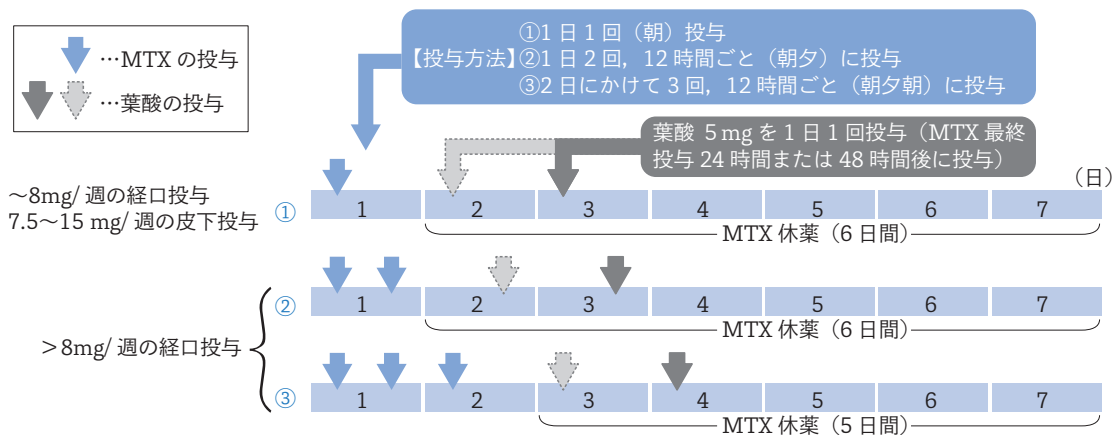 …MTX の投与
…葉酸の投与
①1 日 1 回（朝）投与
【投与方法】②1 日 2 回，12 時間ごと（朝夕）に投与
③2 日にかけて 3 回，12 時間ごと（朝夕朝）に投与
葉酸 5 mg を 1 日 1 回投与（MTX 最終
投与 24 時間または 48 時間後に投与）
（日）
～8mg/ 週の経口投与
7.5～15 mg/ 週の皮下投与
① 1 2 3 4 5 6 7
MTX 休薬（6 日間）
② 1 2 3 4 5 6 7
MTX 休薬（6 日間）
＞8mg/ 週の経口投与
③ 1 2 3 4 5 6 7
MTX 休薬（5 日間）